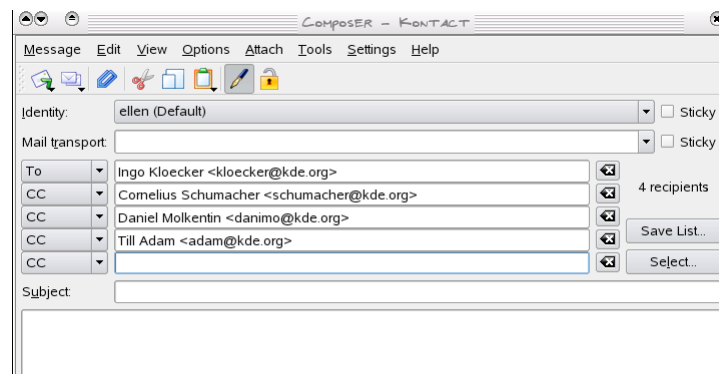 Composer – Kontact
Message Edit View Options Attach Tools Settings Help
Identity: ellen (Default) Sticky
Mail transport: Sticky
To Ingo Kloecker <kloecker@kde.org>
CC Cornelius Schumacher <schumacher@kde.org>
4 recipients
CC Daniel Molkentin <danimo@kde.org>
CC Till Adam <adam@kde.org>
Save List...
CC
Select...
Subject: